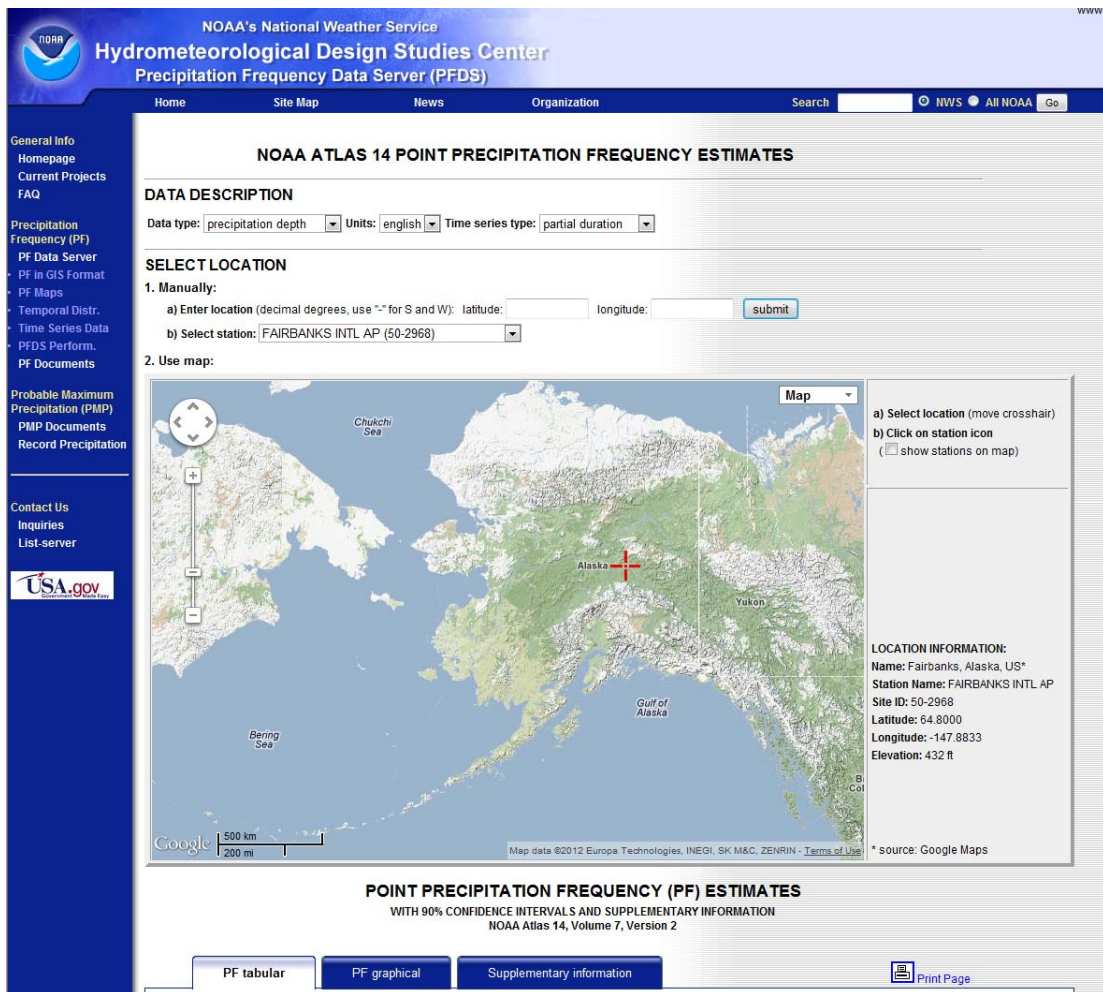 www
NOAA
NOAA's National Weather Service
Hydrometeorological Design Studies Center
Precipitation Frequency Data Server (PFDS)
Home Site Map News Organization Search NWS All NOAA Go
General Info
Homepage
Current Projects
FAQ
Precipitation
Frequency (PF)
PF Data Server
PF in GIS Format
PF Maps
Temporal Distr.
Time Series Data
PFDS Perform.
PF Documents
Probable Maximum
Precipitation (PMP)
PMP Documents
Record Precipitation
Contact Us
Inquiries
List-server
USA.gov
Government Made Easy
NOAA ATLAS 14 POINT PRECIPITATION FREQUENCY ESTIMATES
DATA DESCRIPTION
Data type: precipitation depth Units: english Time series type: partial duration
SELECT LOCATION
1. Manually:
a) Enter location (decimal degrees, use "-" for S and W): latitude: longitude: submit
b) Select station: FAIRBANKS INTL AP (50-2968)
2. Use map:
Map
Chukchi
Sea
Alaska
Yukon
Gulf of
Alaska
Bering
Sea
B
Col
Google
500 km
200 mi
Map data ©2012 Europa Technologies, INEGI, SK M&C, ZENRIN - Terms of Use
a) Select location (move crosshair)
b) Click on station icon
( show stations on map)
LOCATION INFORMATION:
Name: Fairbanks, Alaska, US*
Station Name: FAIRBANKS INTL AP
Site ID: 50-2968
Latitude: 64.8000
Longitude: -147.8833
Elevation: 432 ft
* source: Google Maps
POINT PRECIPITATION FREQUENCY (PF) ESTIMATES
WITH 90% CONFIDENCE INTERVALS AND SUPPLEMENTARY INFORMATION
NOAA Atlas 14, Volume 7, Version 2
PF tabular PF graphical Supplementary information Print Page